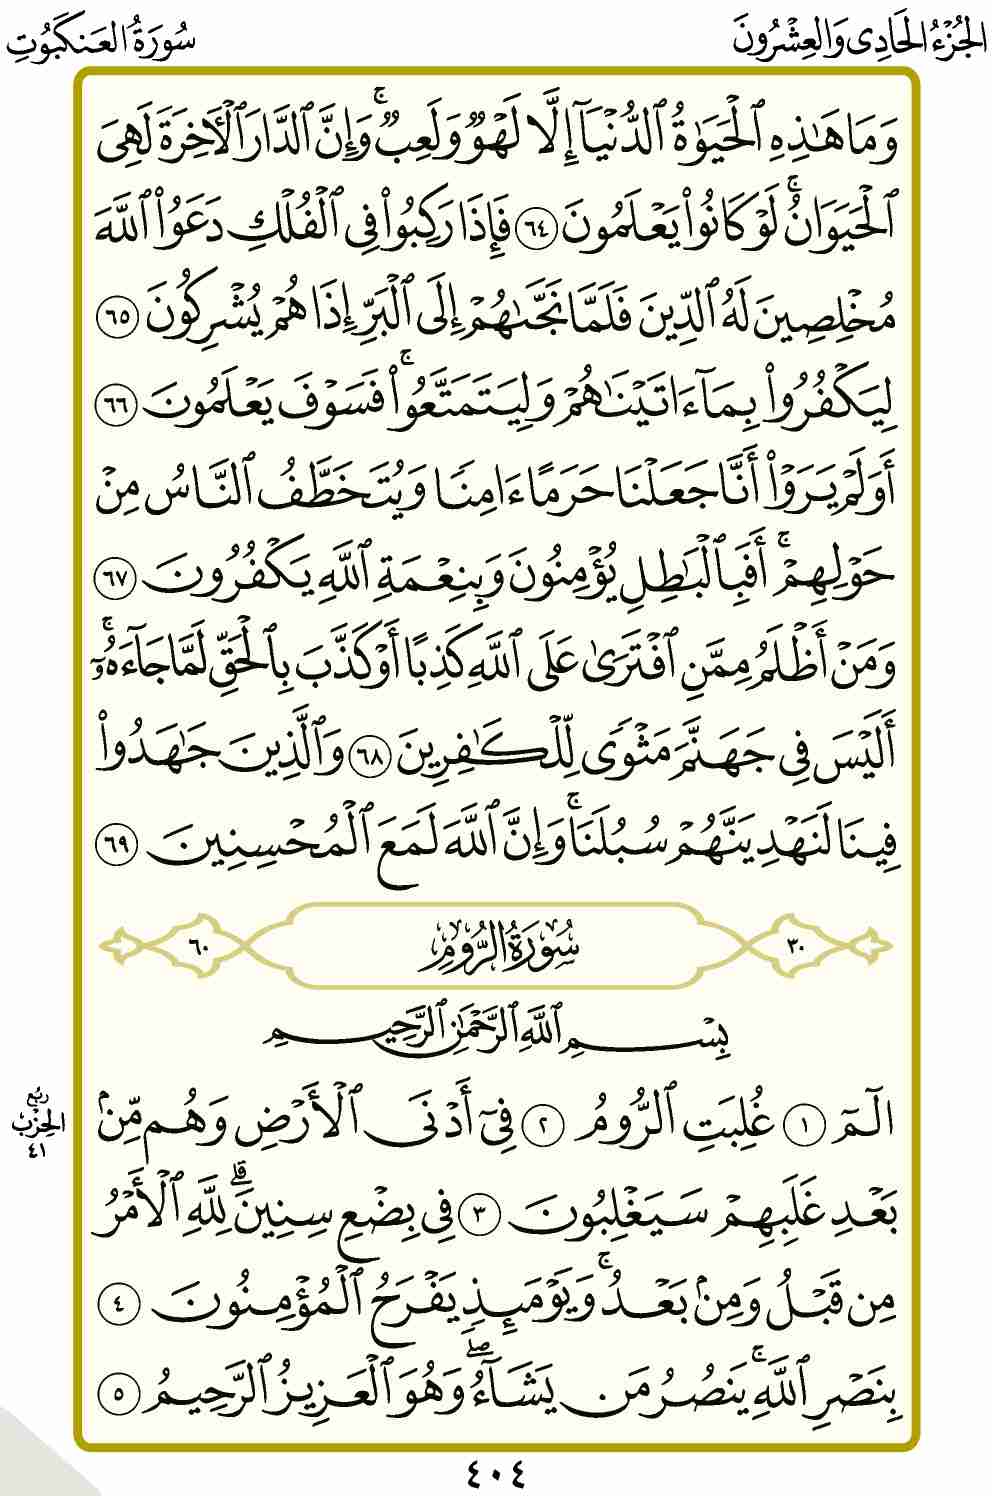 الجُزْءُ الحَادِى وَالعِشْرُونَ
سُورَةُ العَنكَبُوتِ
وَمَا هَٰذِهِ ٱلْحَيَوٰةُ ٱلدُّنْيَآ إِلَّا لَهْوٌ وَلَعِبٌ ۚ وَإِنَّ ٱلدَّارَ ٱلْأَخِرَةَ لَهِىَ
ٱلْحَيَوَانُ ۚ لَوْ كَانُوا۟ يَعْلَمُونَ ٦٤ فَإِذَا رَكِبُوا۟ فِى ٱلْفُلْكِ دَعَوُا۟ ٱللَّهَ
مُخْلِصِينَ لَهُ ٱلدِّينَ فَلَمَّا نَجَّىٰهُمْ إِلَى ٱلْبَرِّ إِذَا هُمْ يُشْرِكُونَ ٦٥
لِيَكْفُرُوا۟ بِمَآ ءَاتَيْنَٰهُمْ وَلِيَتَمَتَّعُوا۟ ۚ فَسَوْفَ يَعْلَمُونَ ٦٦
أَوَلَمْ يَرَوْا۟ أَنَّا جَعَلْنَا حَرَمًا ءَامِنًا وَيُتَخَطَّفُ ٱلنَّاسُ مِنْ
حَوْلِهِمْ ۚ أَفَبِٱلْبَٰطِلِ يُؤْمِنُونَ وَبِنِعْمَةِ ٱللَّهِ يَكْفُرُونَ ٦٧
وَمَنْ أَظْلَمُ مِمَّنِ ٱفْتَرَىٰ عَلَى ٱللَّهِ كَذِبًا أَوْ كَذَّبَ بِٱلْحَقِّ لَمَّا جَآءَهُۥٓ ۚ
أَلَيْسَ فِى جَهَنَّمَ مَثْوًى لِّلْكَٰفِرِينَ ٦٨ وَٱلَّذِينَ جَٰهَدُوا۟
فِينَا لَنَهْدِيَنَّهُمْ سُبُلَنَا ۚ وَإِنَّ ٱللَّهَ لَمَعَ ٱلْمُحْسِنِينَ ٦٩
٣٠ سُورَةُ الرُّومِ ٦٠
بِسْمِ ٱللَّهِ ٱلرَّحْمَٰنِ ٱلرَّحِيمِ
الٓمٓ ١ غُلِبَتِ ٱلرُّومُ ٢ فِىٓ أَدْنَى ٱلْأَرْضِ وَهُم مِّنۢ
بَعْدِ غَلَبِهِمْ سَيَغْلِبُونَ ٣ فِى بِضْعِ سِنِينَ ۗ لِلَّهِ ٱلْأَمْرُ
مِن قَبْلُ وَمِنۢ بَعْدُ ۚ وَيَوْمَئِذٍ يَفْرَحُ ٱلْمُؤْمِنُونَ ٤
بِنَصْرِ ٱللَّهِ ۚ يَنصُرُ مَن يَشَآءُ ۖ وَهُوَ ٱلْعَزِيزُ ٱلرَّحِيمُ ٥
رُبع
الحِزْب
٤١
٤٠٤